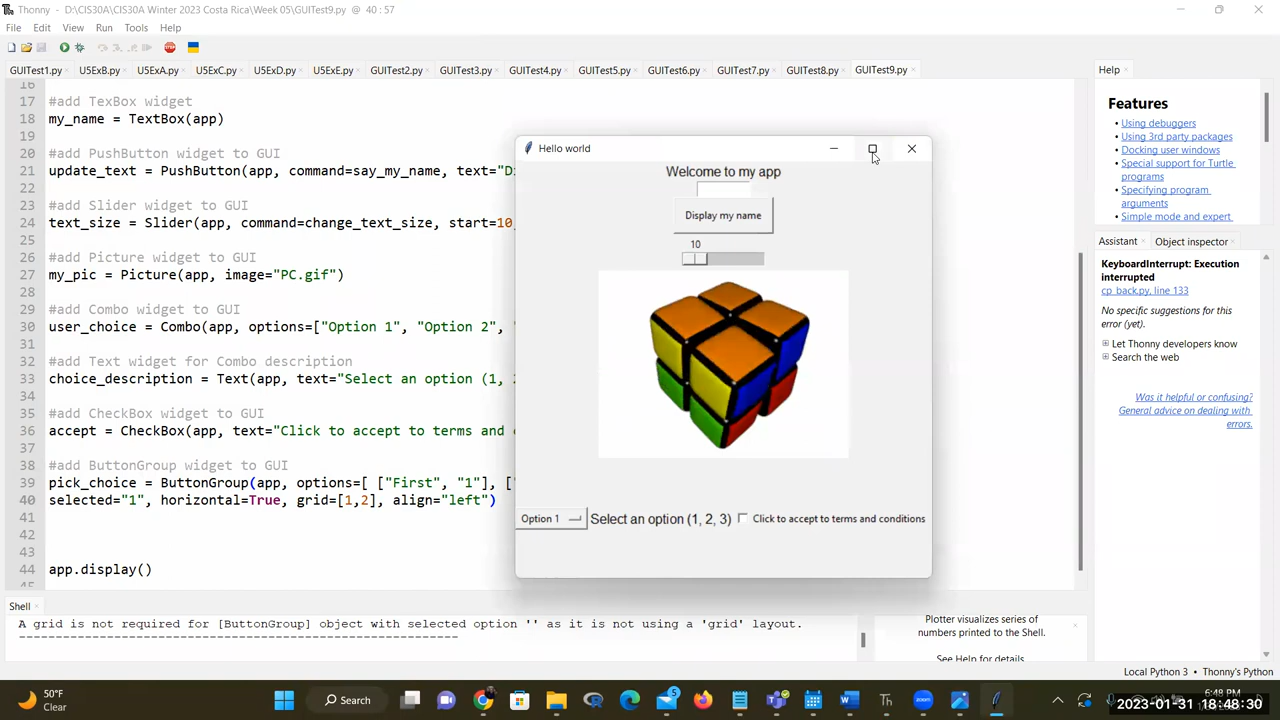 Thonny - D:\CIS30A\CIS30A Winter 2023 Costa Rica\Week 05\GUITest9.py @ 40 : 57
File Edit View Run Tools Help
GUITest1.py U5ExB.py U5ExA.py U5ExC.py U5ExD.py U5ExE.py GUITest2.py GUITest3.py GUITest4.py GUITest5.py GUITest6.py GUITest7.py GUITest8.py GUITest9.py
16
17 #add TexBox widget
18 my_name = TextBox(app)
19
20 #add PushButton widget to GUI
21 update_text = PushButton(app, command=say_my_name, text="D
22
23 #add Slider widget to GUI
24 text_size = Slider(app, command=change_text_size, start=10
25
26 #add Picture widget to GUI
27 my_pic = Picture(app, image="PC.gif")
28
29 #add Combo widget to GUI
30 user_choice = Combo(app, options=["Option 1", "Option 2", "
31
32 #add Text widget for Combo description
33 choice_description = Text(app, text="Select an option (1,
34
35 #add CheckBox widget to GUI
36 accept = CheckBox(app, text="Click to accept to terms and
37
38 #add ButtonGroup widget to GUI
39 pick_choice = ButtonGroup(app, options=[ ["First", "1"], [
40 selected="1", horizontal=True, grid=[1,2], align="left")
41
42
43
44 app.display()
45
Hello world
Welcome to my app
Display my name
10
Option 1 Select an option (1, 2, 3) Click to accept to terms and conditions
Help
Features
• Using debuggers
• Using 3rd party packages
• Docking user windows
• Special support for Turtle
programs
• Specifying program
arguments
• Simple mode and expert
Assistant Object inspector
KeyboardInterrupt: Execution
interrupted
cp_back.py, line 133
No specific suggestions for this
error (yet).
Let Thonny developers know
Search the web
Was it helpful or confusing?
General advice on dealing with
errors.
Shell
A grid is not required for [ButtonGroup] object with selected option '' as it is not using a 'grid' layout.
----------------------------------------------------
Plotter visualizes series of
numbers printed to the Shell.
See Help for details
Local Python 3 • Thonny's Python
50°F
Clear
Search
5
Th
zoom
6:48 PM
2023-01-31 18:48:30